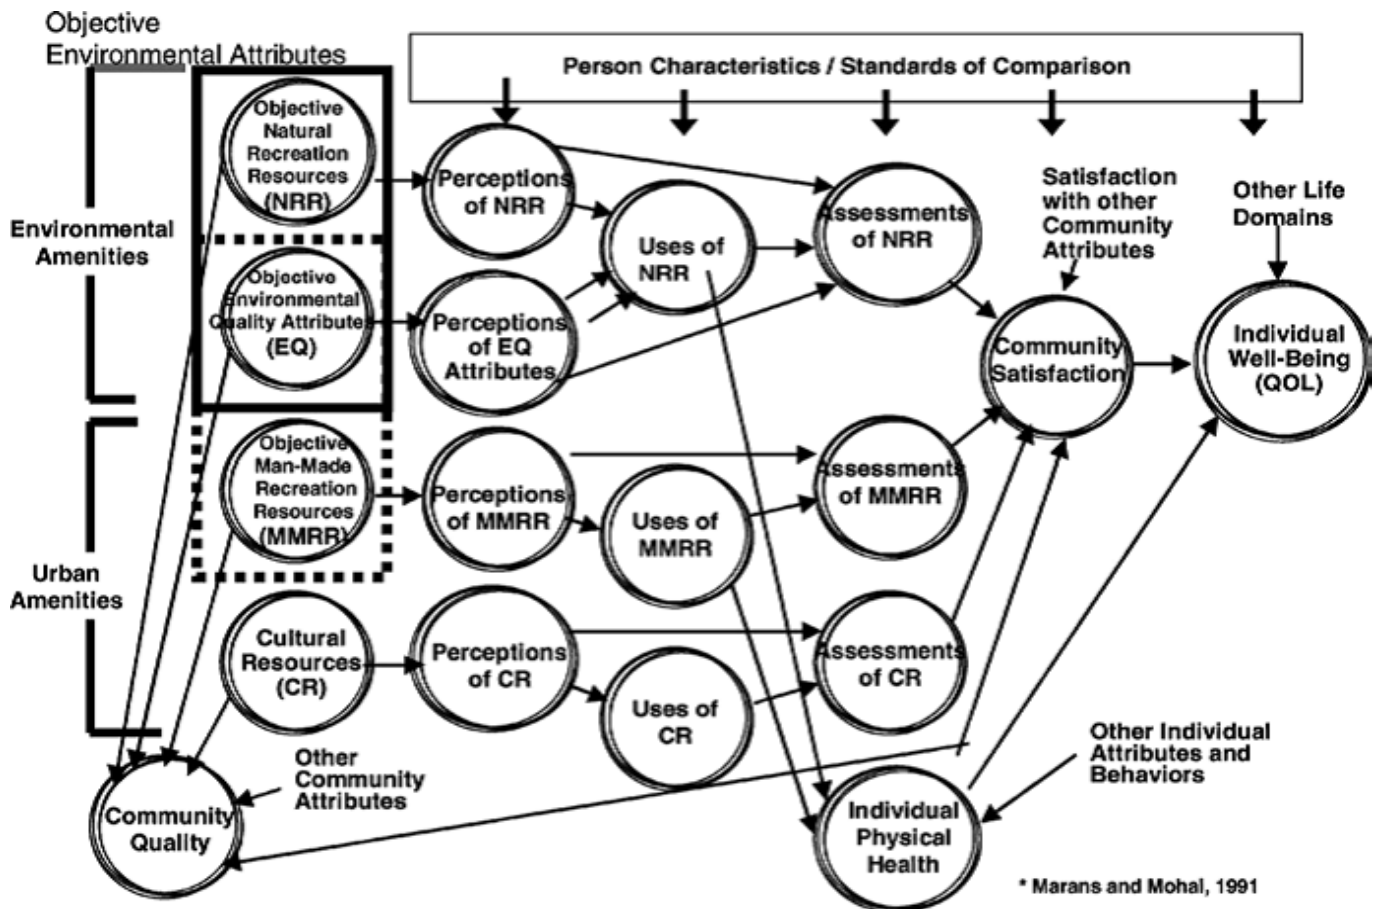 Objective
Environmental Attributes
Person Characteristics / Standards of Comparison
Environmental
Amenities
Urban
Amenities
Objective
Natural
Recreation
Resources
(NRR)
Objective
Environmental
Quality Attributes
(EQ)
Objective
Man-Made
Recreation
Resources
(MMRR)
Cultural
Resources
(CR)
Perceptions
of NRR
Perceptions
of EQ
Attributes
Perceptions
of MMRR
Perceptions
of CR
Uses of
NRR
Uses of
MMRR
Uses of
CR
Assessments
of NRR
Assessments
of MMRR
Assessments
of CR
Satisfaction
with other
Community
Attributes
Other Life
Domains
Community
Satisfaction
Individual
Well-Being
(QOL)
Other
Community
Attributes
Community
Quality
Individual
Physical
Health
Other Individual
Attributes and
Behaviors
* Marans and Mohai, 1991